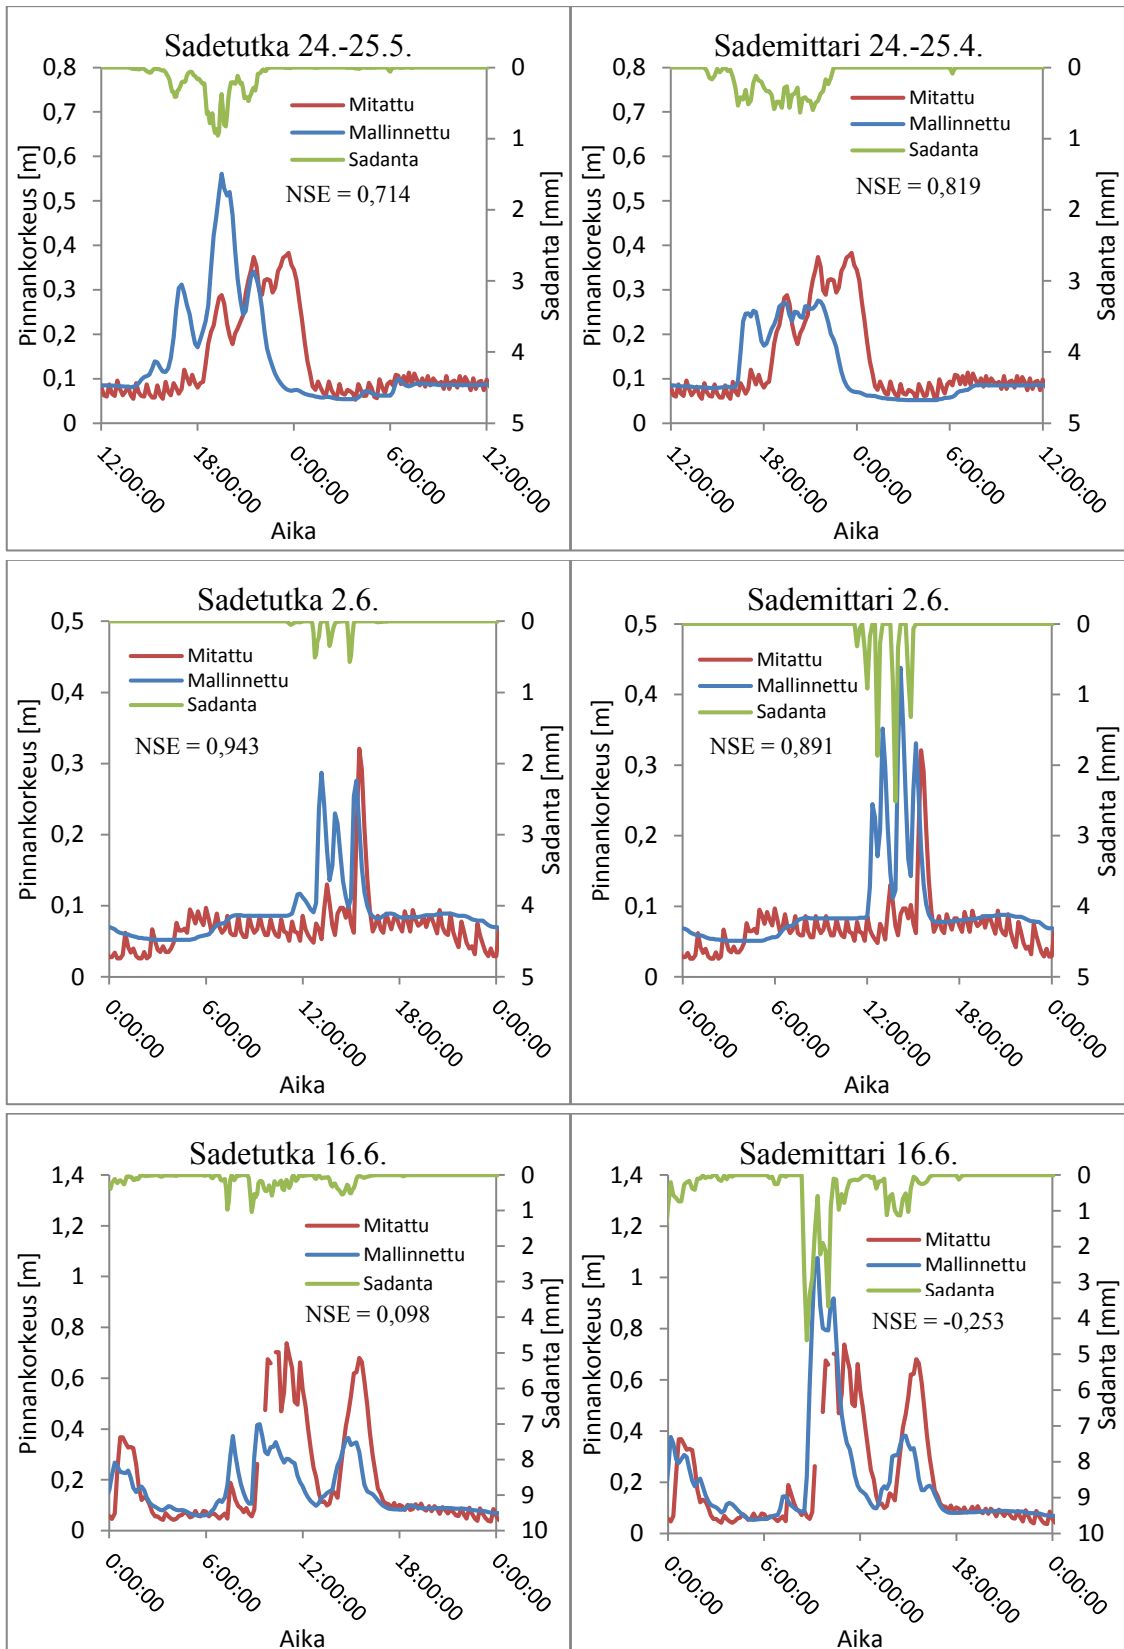 Sadetutka 24.-25.5.
0,8
0,7
0,6
0,5
0,4
0,3
0,2
0,1
0
Pinnankorkeus [m]
Mitattu
Mallinnettu
Sadanta
NSE = 0,714
0
1
2
3
4
5
Sadanta [mm]
12:00:00
18:00:00
0:00:00
6:00:00
12:00:00
Aika
Sademittari 24.-25.4.
0,8
0,7
0,6
0,5
0,4
0,3
0,2
0,1
0
Pinnankorekus [m]
Mitattu
Mallinnettu
Sadanta
NSE = 0,819
0
1
2
3
4
5
Sadanta [mm]
12:00:00
18:00:00
0:00:00
6:00:00
12:00:00
Aika
Sadetutka 2.6.
0,5
0,4
0,3
0,2
0,1
0
Pinnankorkeus [m]
Mitattu
Mallinnettu
Sadanta
NSE = 0,943
0
1
2
3
4
5
Sadanta [mm]
0:00:00
6:00:00
12:00:00
18:00:00
0:00:00
Aika
Sademittari 2.6.
0,5
0,4
0,3
0,2
0,1
0
Pinnankorkeus [m]
Mitattu
Mallinnettu
Sadanta
NSE = 0,891
0
1
2
3
4
5
Sadanta [mm]
0:00:00
6:00:00
12:00:00
18:00:00
0:00:00
Aika
Sadetutka 16.6.
1,4
1,2
1
0,8
0,6
0,4
0,2
0
Pinnankorkeus [m]
Mitattu
Mallinnettu
Sadanta
NSE = 0,098
0
1
2
3
4
5
6
7
8
9
10
Sadanta [mm]
0:00:00
6:00:00
12:00:00
18:00:00
0:00:00
Aika
Sademittari 16.6.
1,4
1,2
1
0,8
0,6
0,4
0,2
0
Pinnankorkeus [m]
Mitattu
Mallinnettu
Sadanta
NSE = -0,253
0
1
2
3
4
5
6
7
8
9
10
Sadanta [mm]
0:00:00
6:00:00
12:00:00
18:00:00
0:00:00
Aika